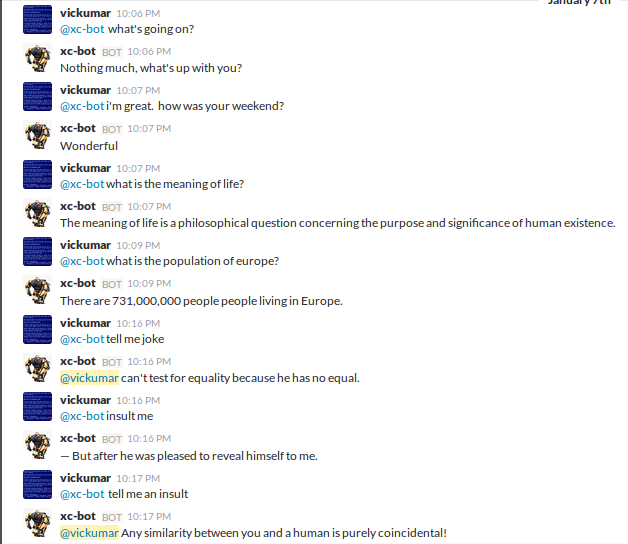 January 7th
vickumar 10:06 PM
@xc-bot what's going on?
xc-bot BOT 10:06 PM
Nothing much, what's up with you?
vickumar 10:07 PM
@xc-bot i'm great. how was your weekend?
xc-bot BOT 10:07 PM
Wonderful
vickumar 10:07 PM
@xc-bot what is the meaning of life?
xc-bot BOT 10:07 PM
The meaning of life is a philosophical question concerning the purpose and significance of human existence.
vickumar 10:09 PM
@xc-bot what is the population of europe?
xc-bot BOT 10:09 PM
There are 731,000,000 people people living in Europe.
vickumar 10:16 PM
@xc-bot tell me joke
xc-bot BOT 10:16 PM
@vickumar can't test for equality because he has no equal.
vickumar 10:16 PM
@xc-bot insult me
xc-bot BOT 10:16 PM
— But after he was pleased to reveal himself to me.
vickumar 10:17 PM
@xc-bot tell me an insult
xc-bot BOT 10:17 PM
@vickumar Any similarity between you and a human is purely coincidental!